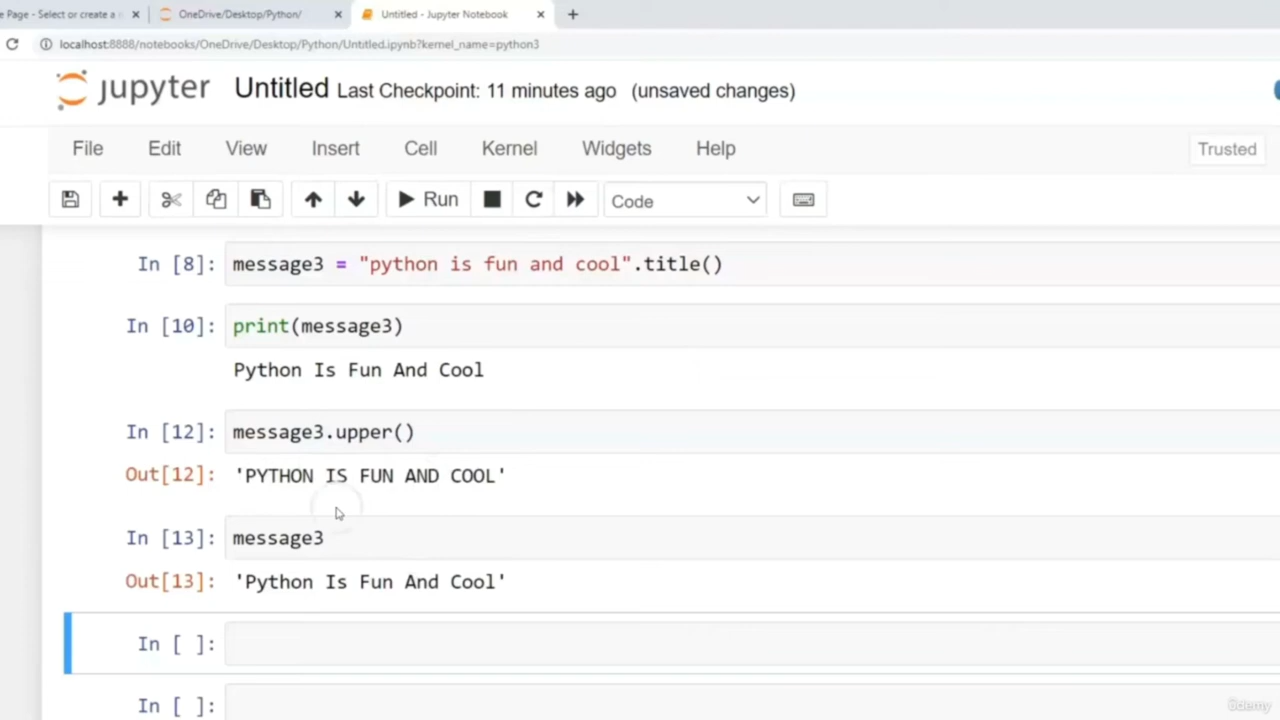 e Page - Select or create a n
OneDrive/Desktop/Python/
Untitled - Jupyter Notebook
localhost:8888/notebooks/OneDrive/Desktop/Python/Untitled.ipynb?kernel_name=python3
jupyter Untitled Last Checkpoint: 11 minutes ago (unsaved changes)
File Edit View Insert Cell Kernel Widgets Help Trusted
Run Code
In [8]: message3 = "python is fun and cool".title()
In [10]: print(message3)
Python Is Fun And Cool
In [12]: message3.upper()
Out[12]: 'PYTHON IS FUN AND COOL'
In [13]: message3
Out[13]: 'Python Is Fun And Cool'
In [ ]:
In [ ]:
ûdemy